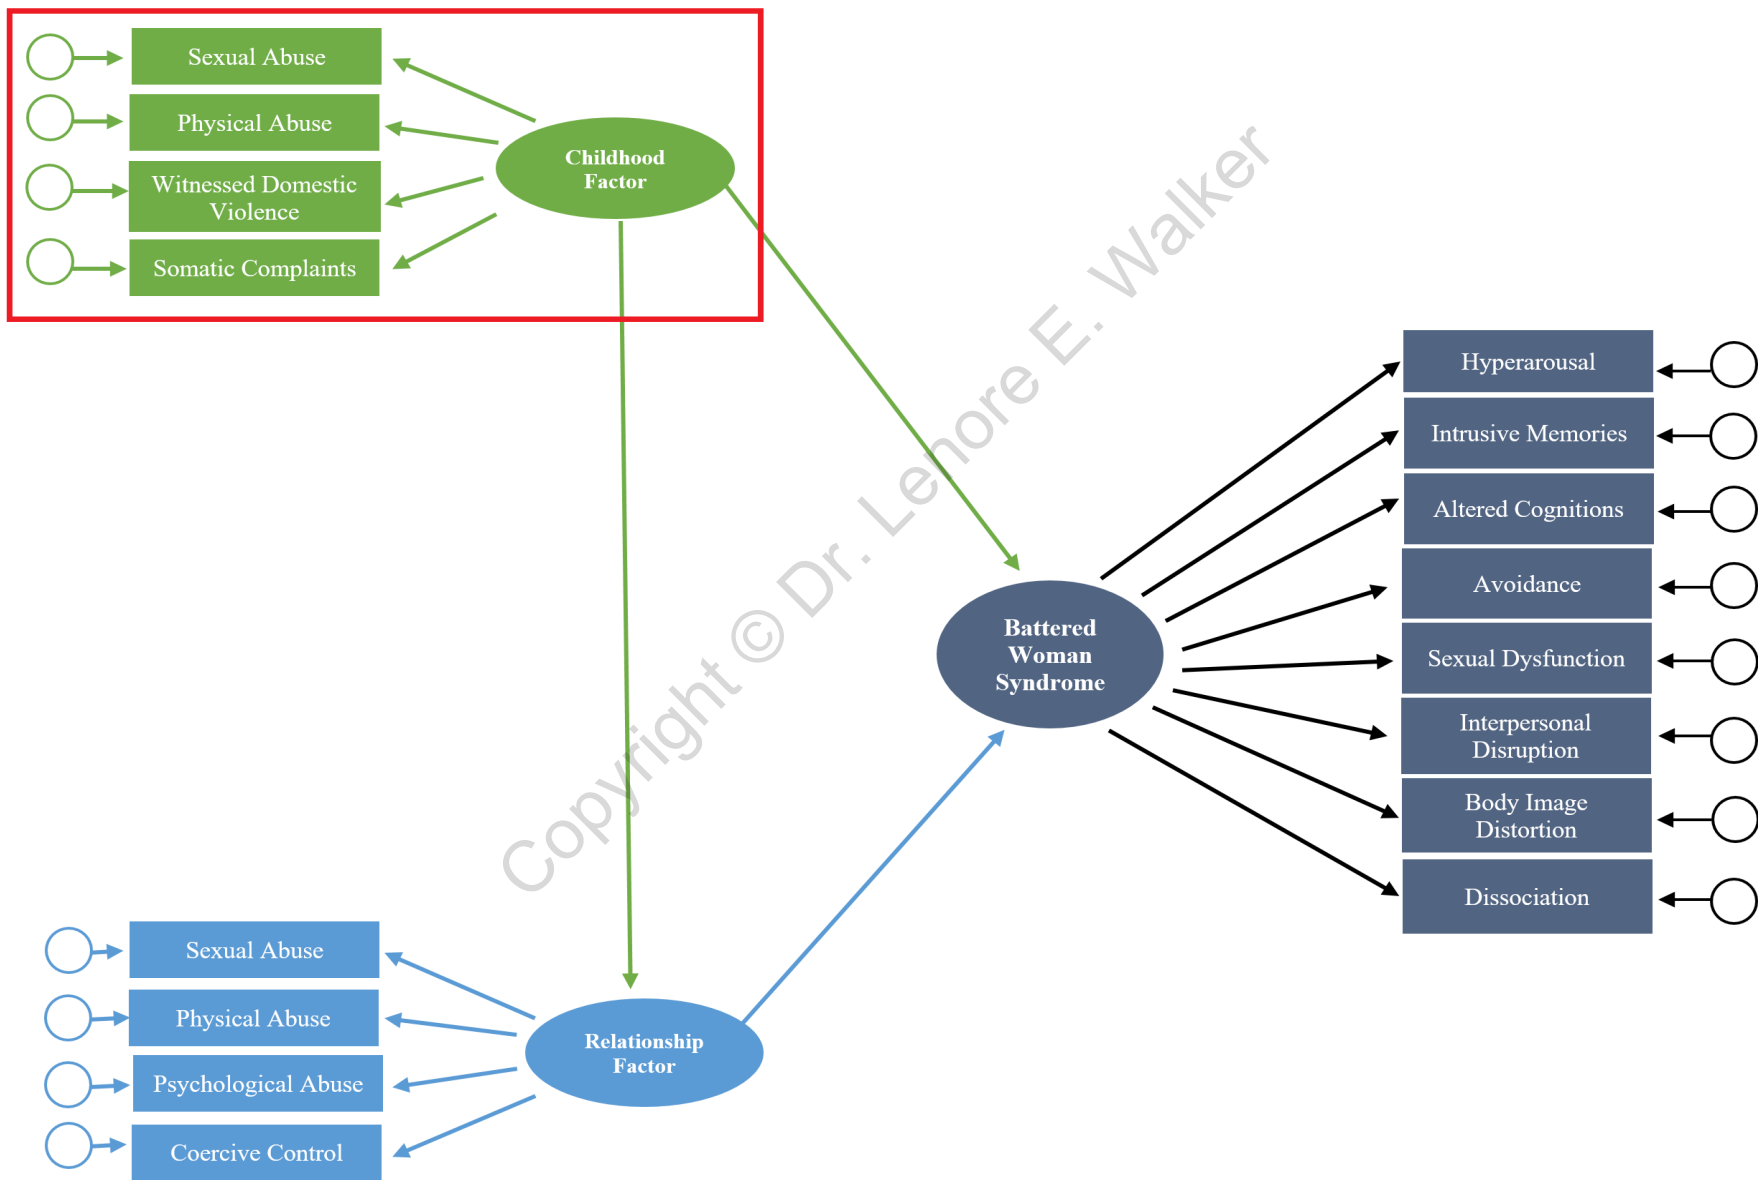 Sexual Abuse
Physical Abuse
Witnessed Domestic
Violence
Somatic Complaints
Childhood
Factor
Hyperarousal
Intrusive Memories
Altered Cognitions
Avoidance
Sexual Dysfunction
Interpersonal
Disruption
Body Image
Distortion
Dissociation
Battered
Woman
Syndrome
Sexual Abuse
Physical Abuse
Psychological Abuse
Coercive Control
Relationship
Factor
Copyright © Dr. Lenore E. Walker